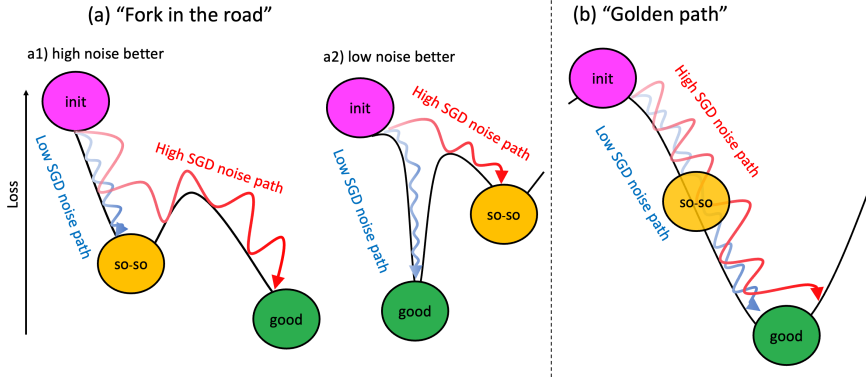 (a) “Fork in the road”
(b) “Golden path”
a1) high noise better
a2) low noise better
Loss
init
Low SGD noise path
High SGD noise path
so-so
good
init
Low SGD noise path
High SGD noise path
good
so-so
init
High SGD noise path
Low SGD noise path
so-so
good